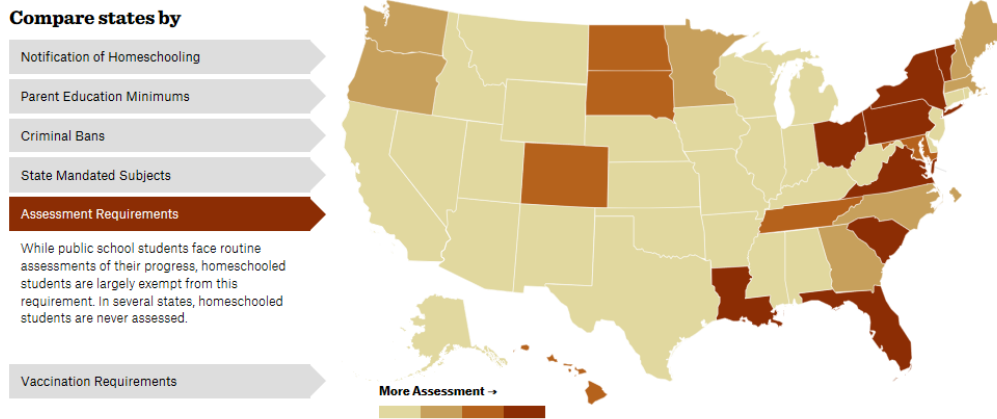 Compare states by
Notification of Homeschooling
Parent Education Minimums
Criminal Bans
State Mandated Subjects
Assessment Requirements
While public school students face routine
assessments of their progress, homeschooled
students are largely exempt from this
requirement. In several states, homeschooled
students are never assessed.
Vaccination Requirements
More Assessment →